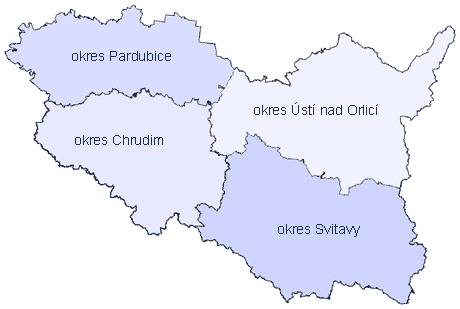 okres Pardubice
okres Ústí nad Orlicí
okres Chrudim
okres Svitavy